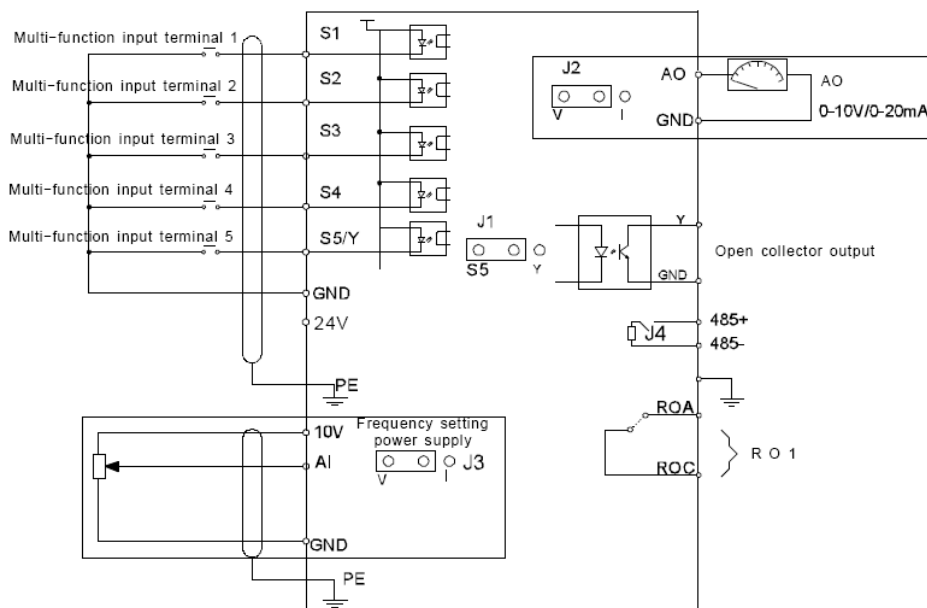 Multi-function input terminal 1
S1
Multi-function input terminal 2
S2
Multi-function input terminal 3
S3
Multi-function input terminal 4
S4
Multi-function input terminal 5
S5/Y
GND
24V
PE
J1
S5
Y
J2
V
I
AO
GND
AO
0-10V/0-20mA
Y
GND
Open collector output
J4
485+
485-
ROA
ROC
RO1
10V
AI
GND
PE
Frequency setting
power supply
V
I
J3